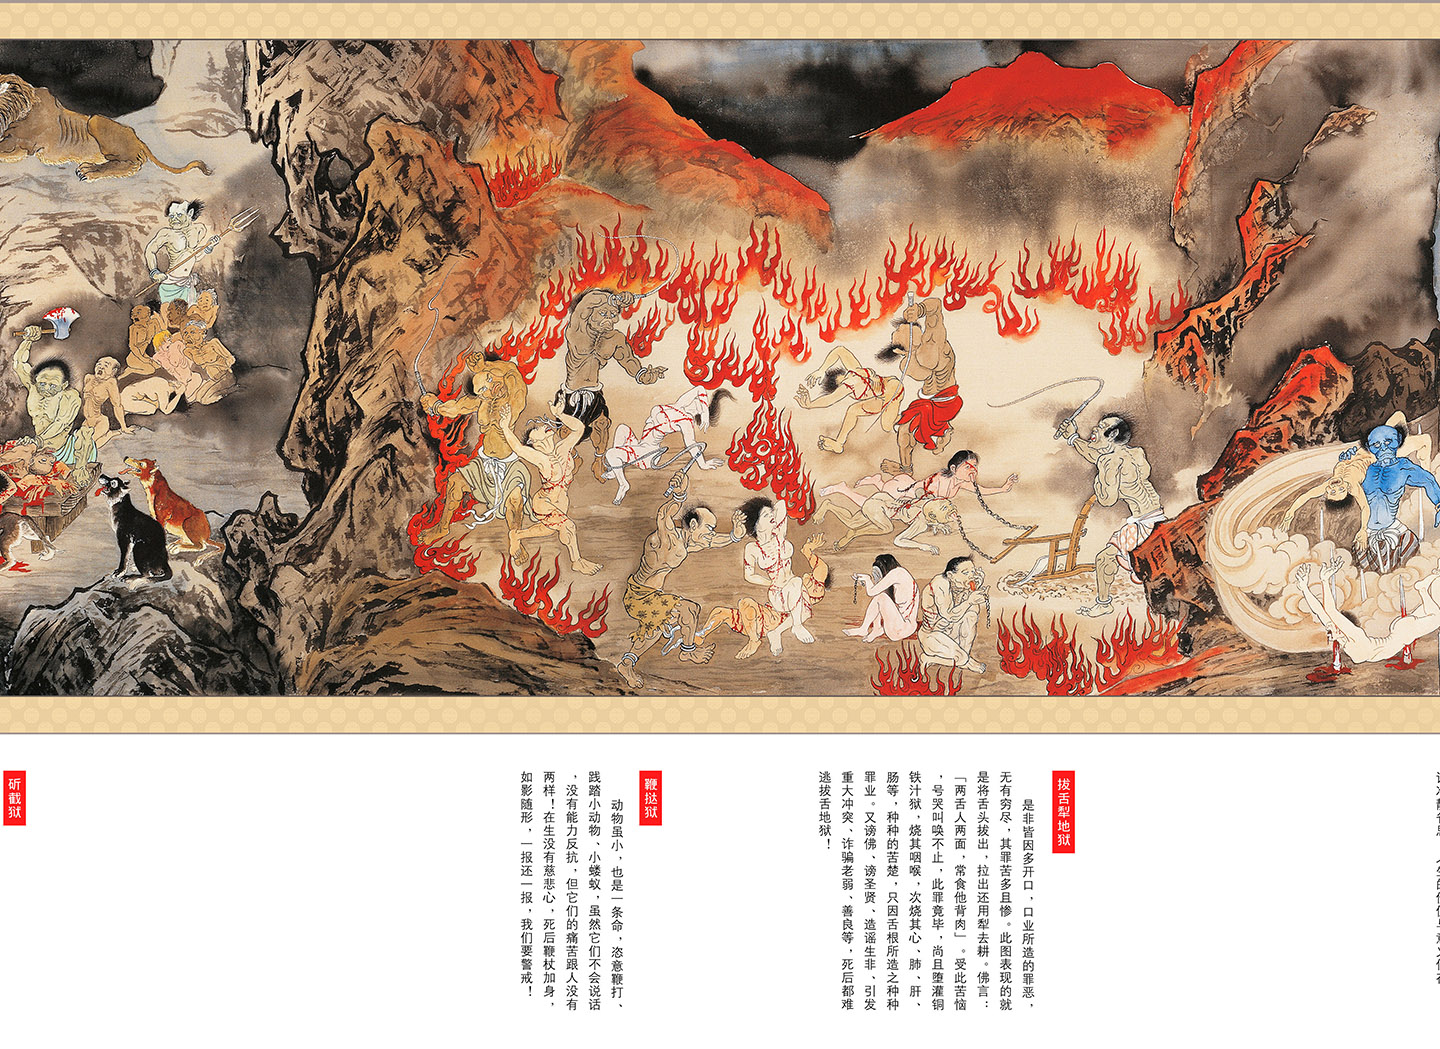 拔舌犁地狱
是非皆因多开口，口业所造的罪恶，
无有穷尽，其罪苦多且惨。此图表现的就
是将舌头拔出，拉出还用犁去耕。佛言：
「两舌人两面，常食他背肉」。受此苦恼
，号哭叫唤不止，此罪竟毕，尚且堕灌铜
铁汁狱，烧其咽喉，次烧其心、肺、肝、
肠等，种种的苦楚，只因舌根所造之种种
罪业。又谤佛、谤圣贤、造谣生非、引发
重大冲突、诈骗老弱、善良等，死后都难
逃拔舌地狱！
鞭挞狱
动物虽小，也是一条命，恣意鞭打、
践踏小动物、小蝼蚁，虽然它们不会说话
，没有能力反抗，但它们的痛苦跟人没有
两样！在生没有慈悲心，死后鞭杖加身，
如影随形，一报还一报，我们要警戒！
斫截狱